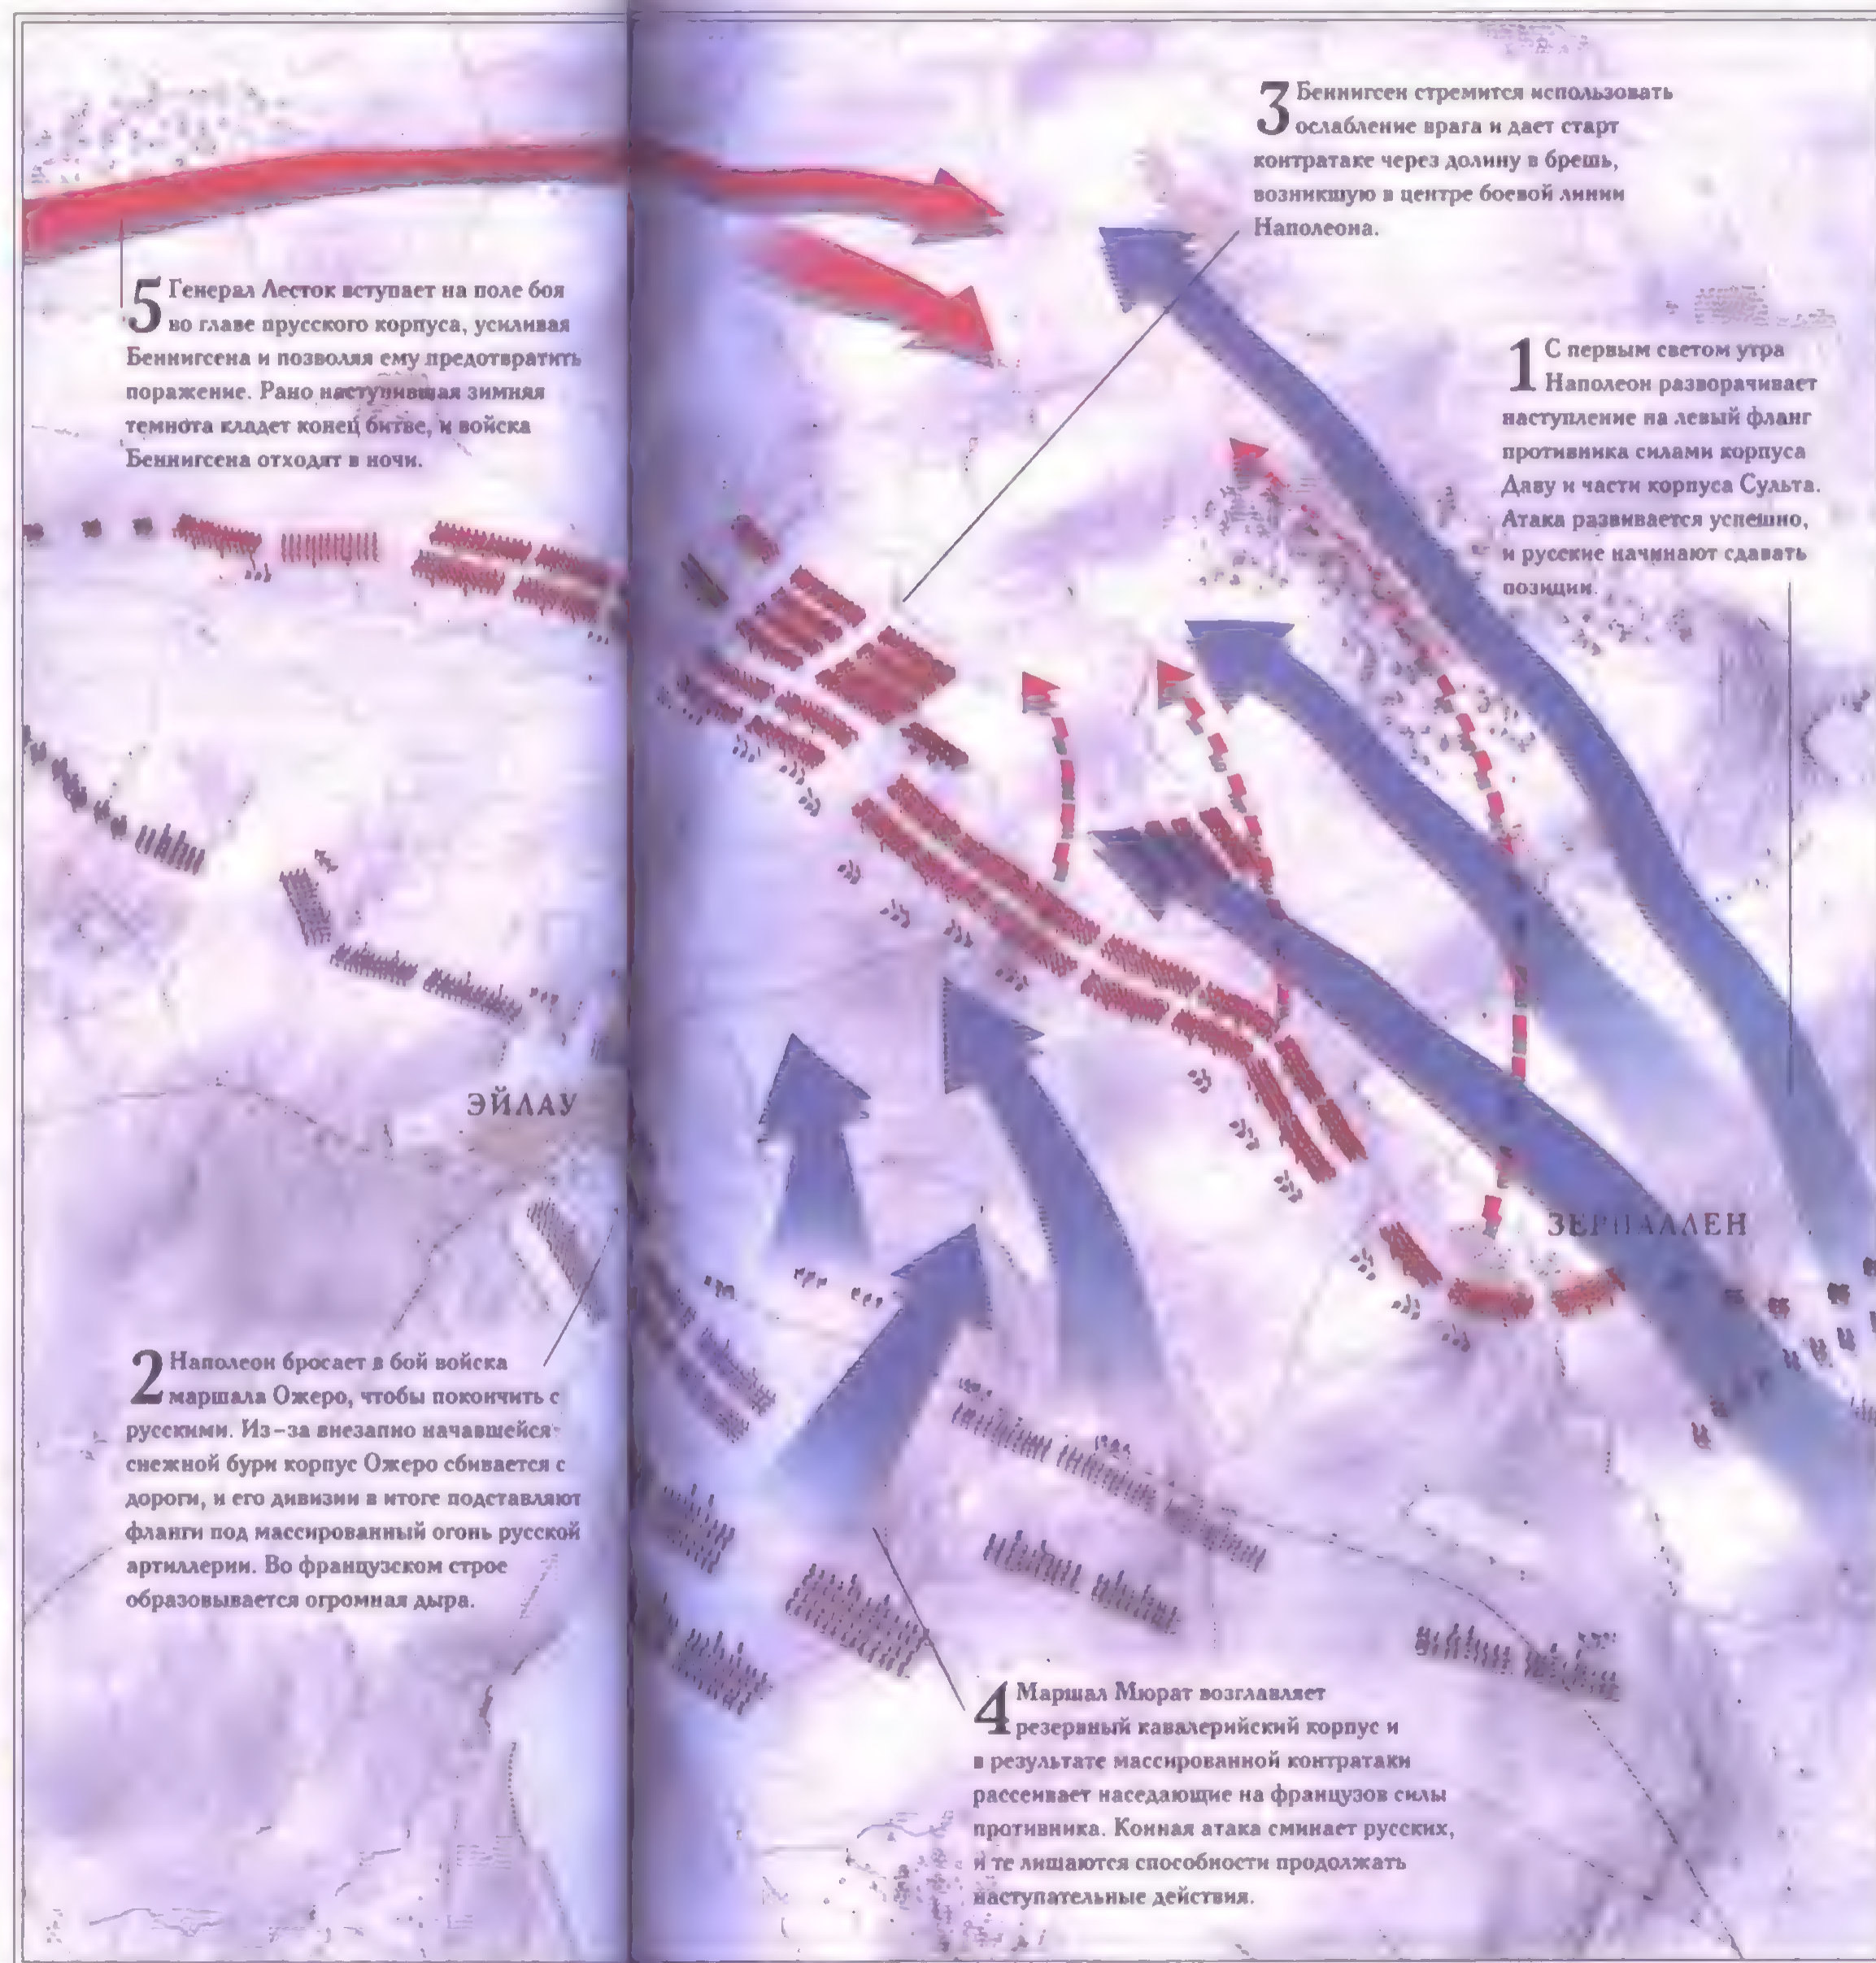 3 Беннигсен стремится использовать
ослабление врага и дает старт
контратаке через долину в брешь,
возникшую в центре боевой линии
Наполеона.
5 Генерал Лесток вступает на поле боя
во главе прусского корпуса, усиливая
Беннигсена и позволяя ему предотвратить
поражение. Рано наступившая зимняя
темнота кладет конец битве, и войска
Беннигсена отходят в ночи.
1 С первым светом утра
Наполеон разворачивает
наступление на левый фланг
противника силами корпуса
Даву и части корпуса Сульта.
Атака развивается успешно,
и русские начинают сдавать
позиции.
ЭЙЛАУ
ЗЕРПАЛЛЕН
2 Наполеон бросает в бой войска
маршала Ожеро, чтобы покончить с
русскими. Из-за внезапно начавшейся
снежной бури корпус Ожеро сбивается с
дороги, и его дивизии в итоге подставляют
фланги под массированный огонь русской
артиллерии. Во французском строе
образовывается огромная дыра.
4 Маршал Мюрат возглавляет
резервный кавалерийский корпус и
в результате массированной контратаки
рассеивает наседающие на французов силы
противника. Конная атака сминает русских,
и те лишаются способности продолжать
наступательные действия.